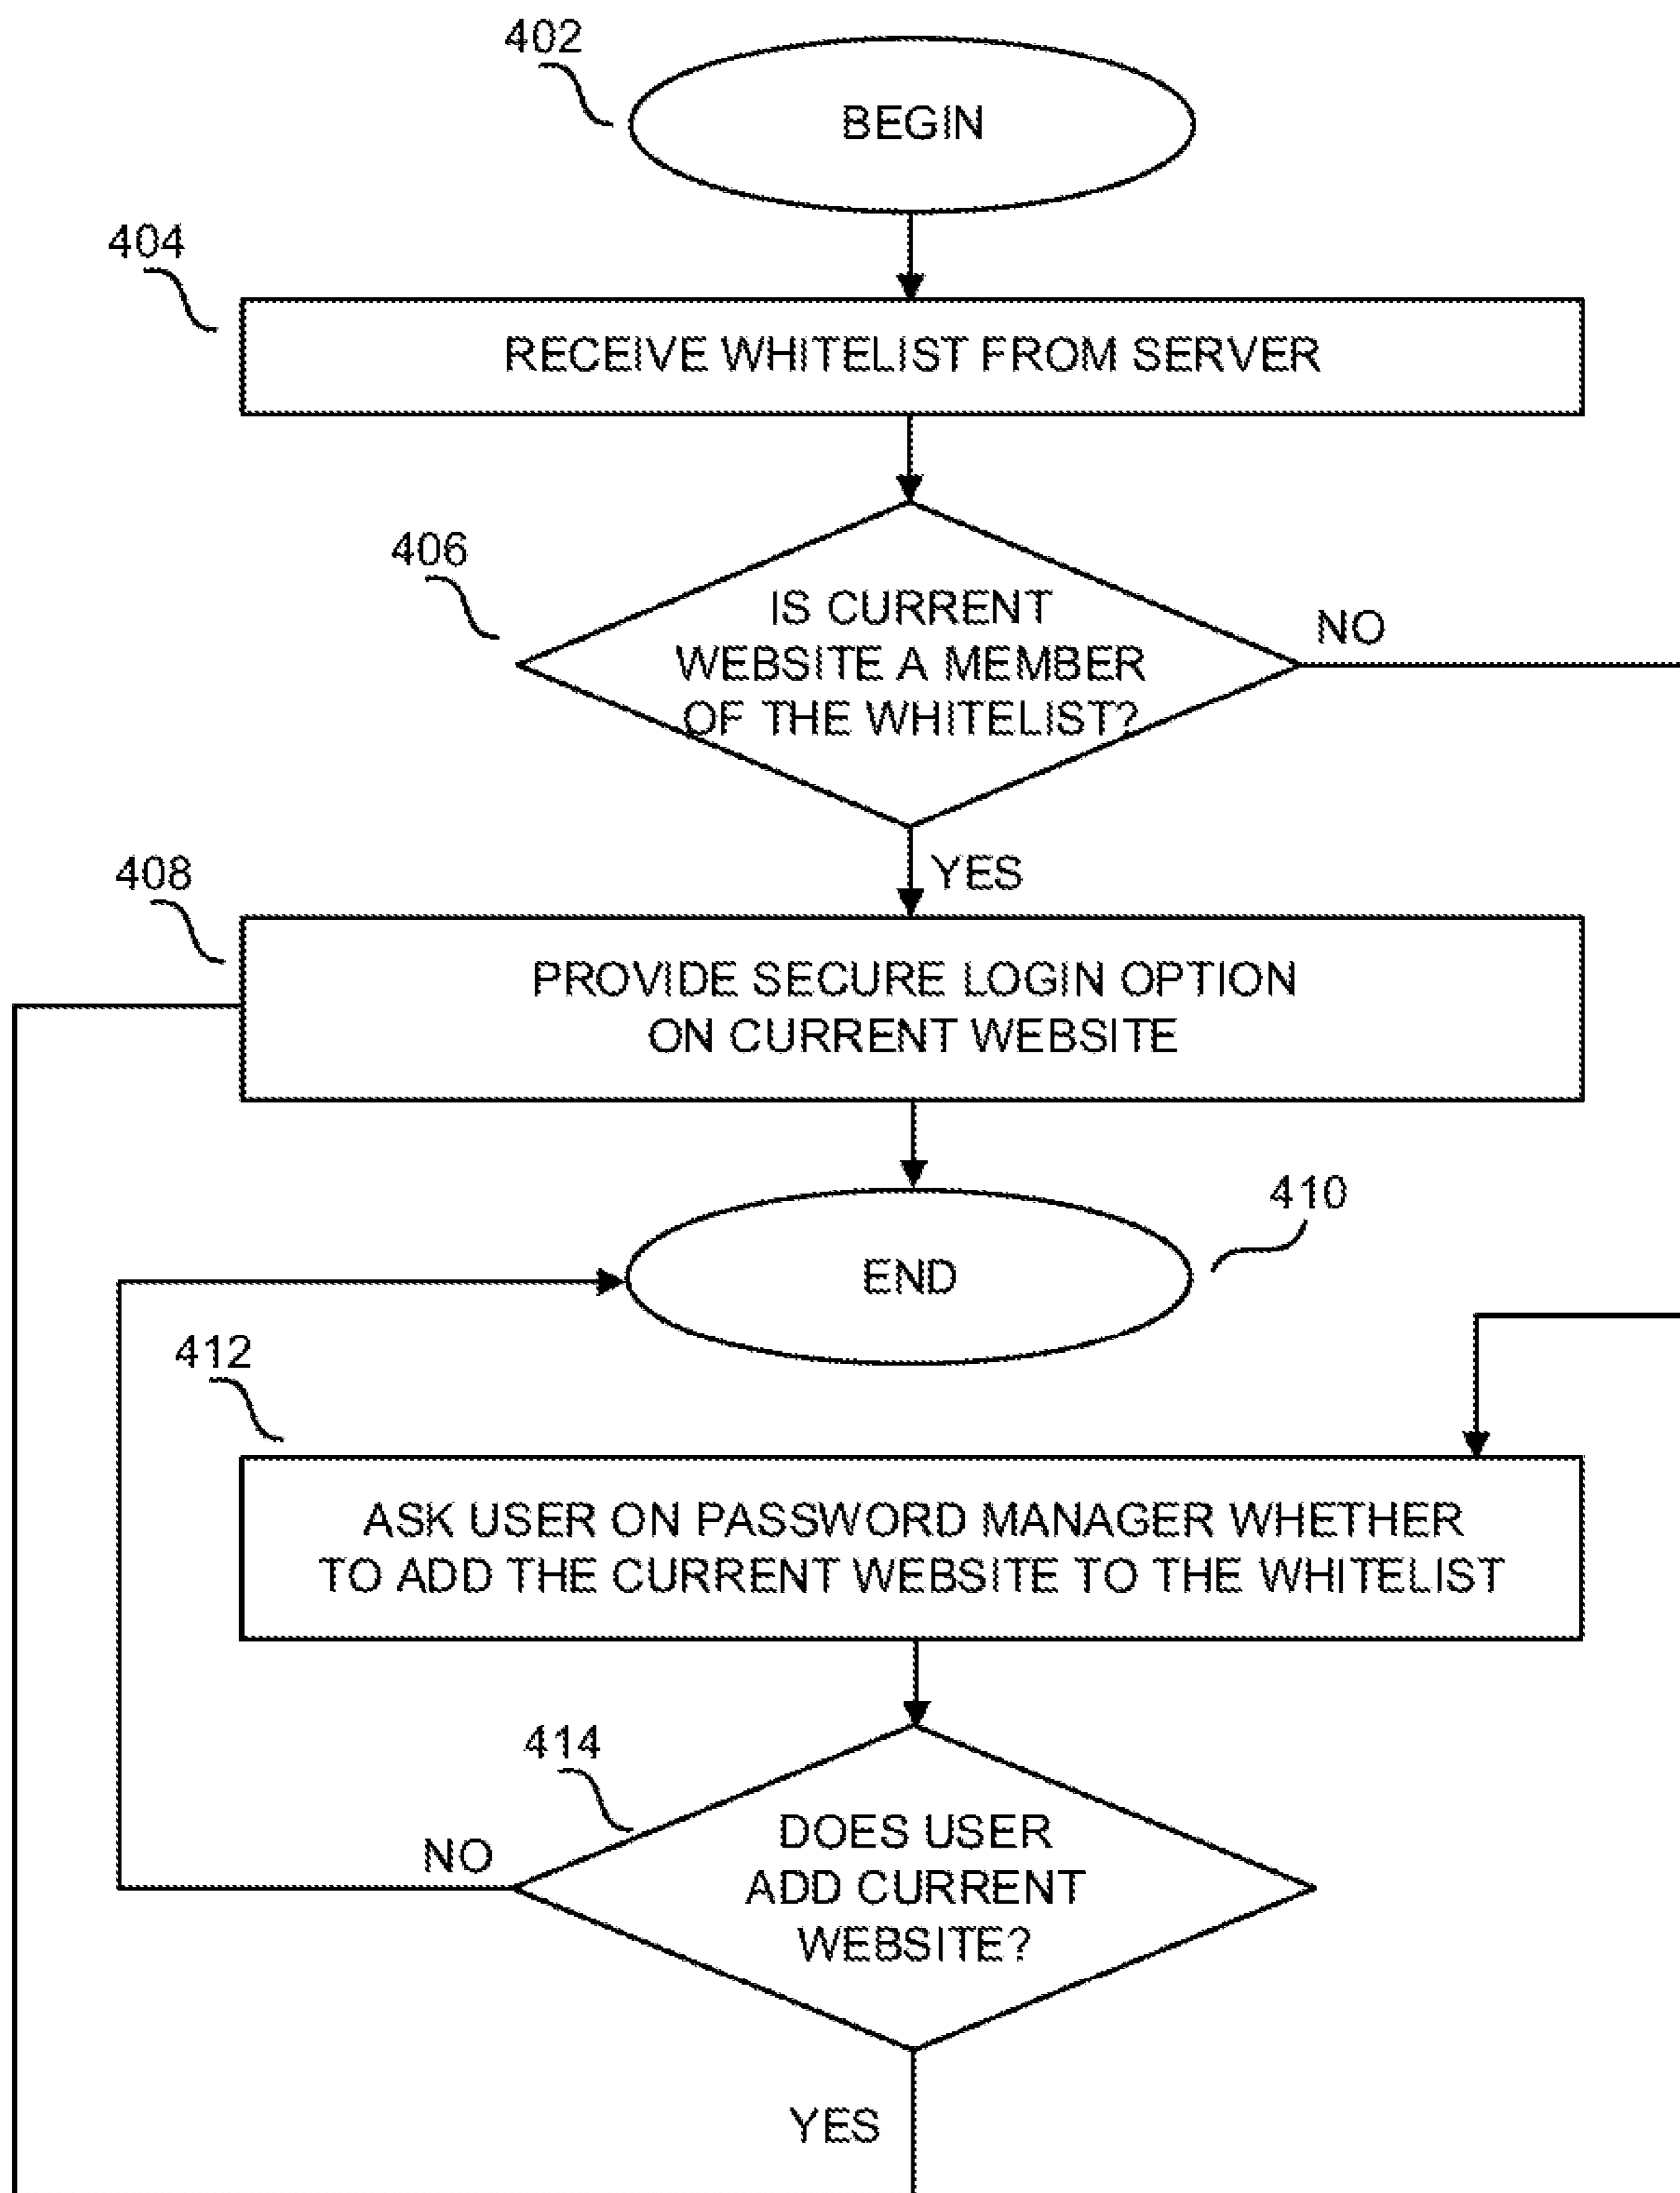 402
BEGIN
404
RECEIVE WHITELIST FROM SERVER
406
IS CURRENT
WEBSITE A MEMBER
OF THE WHITELIST?
NO
YES
408
PROVIDE SECURE LOGIN OPTION
ON CURRENT WEBSITE
410
END
412
ASK USER ON PASSWORD MANAGER WHETHER
TO ADD THE CURRENT WEBSITE TO THE WHITELIST
414
DOES USER
ADD CURRENT
WEBSITE?
NO
YES